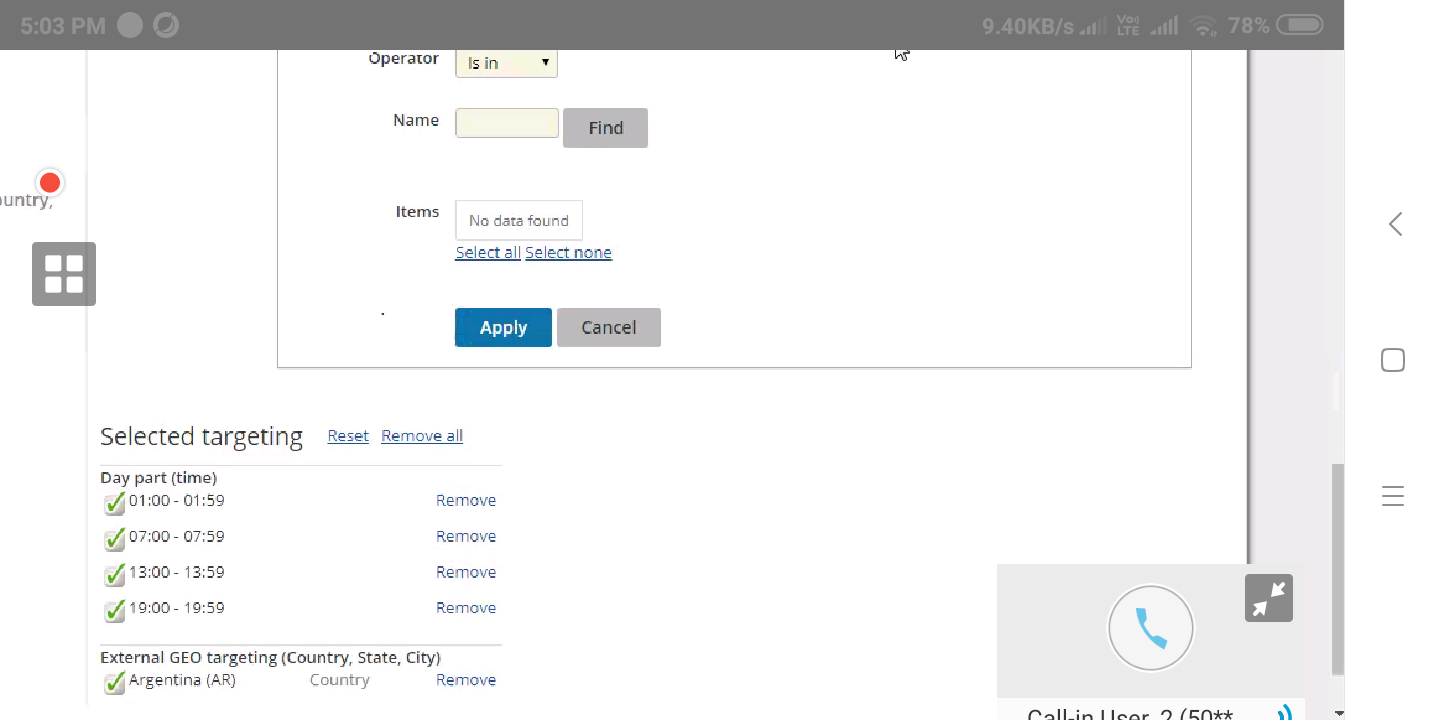 5:03 PM 9.40KB/s Vo) LTE 78%
Operator Is in
Name Find
ountry,
Items No data found
Select all Select none
Apply Cancel
Selected targeting Reset Remove all
Day part (time)
01:00 - 01:59 Remove
07:00 - 07:59 Remove
13:00 - 13:59 Remove
19:00 - 19:59 Remove
External GEO targeting (Country, State, City)
Argentina (AR) Country Remove
Call-in User_2 (50**